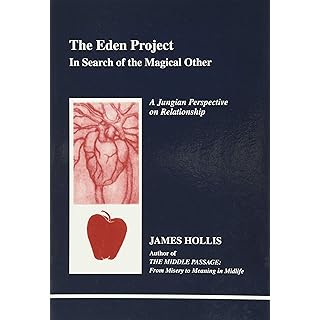 The Eden Project
In Search of the Magical Other
A Jungian Perspective
on Relationship
JAMES HOLLIS
Author of
THE MIDDLE PASSAGE:
From Misery to Meaning in Midlife